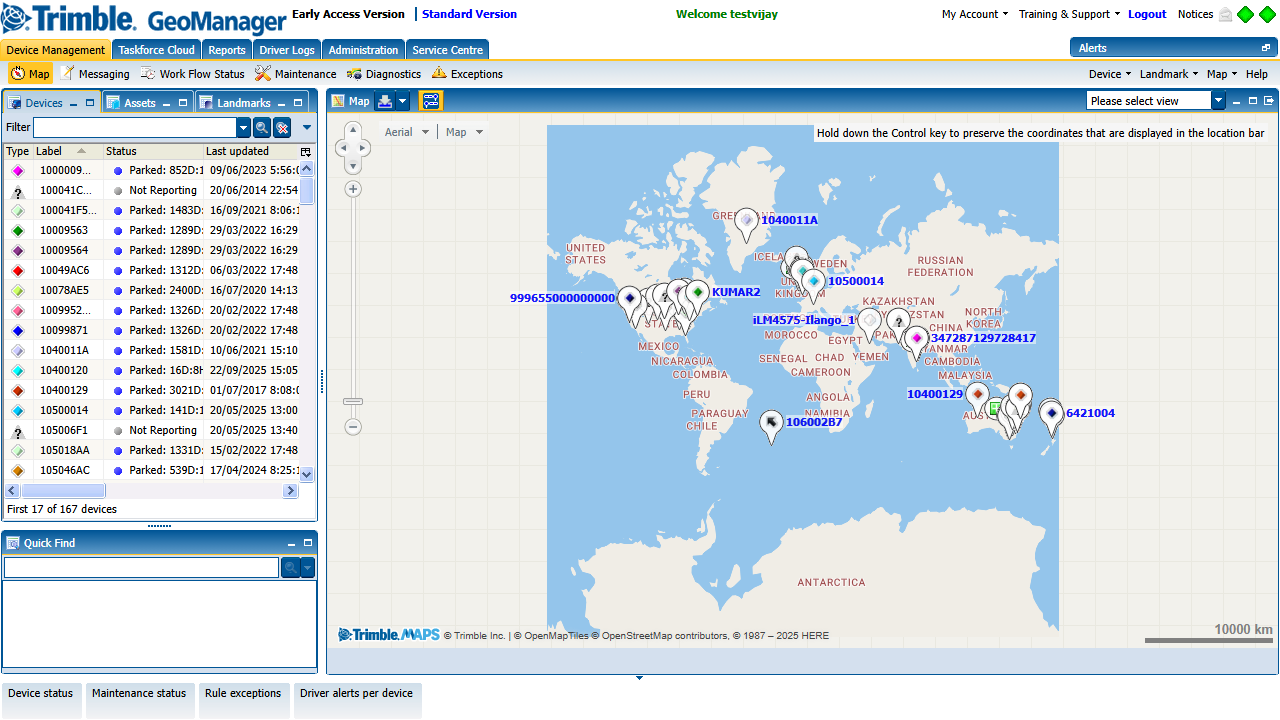 Trimble. GeoManager Early Access Version | Standard Version Welcome testvijay My Account Training & Support Logout Notices
Device Management Taskforce Cloud Reports Driver Logs Administration Service Centre Alerts
Map Messaging Work Flow Status Maintenance Diagnostics Exceptions Device Landmark Map Help
Devices Assets Landmarks
Filter
Type Label Status Last updated
1000009... Parked: 852D:1 09/06/2023 5:56:0
? 100041C... Not Reporting 20/06/2014 22:54
100041F5... Parked: 1483D: 16/09/2021 8:06:1
10009563 Parked: 1289D: 29/03/2022 16:29
10009564 Parked: 1289D: 29/03/2022 16:29
10049AC6 Parked: 1312D: 06/03/2022 17:48
10078AE5 Parked: 2400D: 16/07/2020 14:13
1009952... Parked: 1326D: 20/02/2022 17:48
10099871 Parked: 1326D: 20/02/2022 17:48
1040011A Parked: 1581D: 10/06/2021 15:10
10400120 Parked: 16D:8H 22/09/2025 15:05
10400129 Parked: 3021D: 01/07/2017 8:08:0
10500014 Parked: 141D:1 20/05/2025 13:00
? 105006F1 Not Reporting 20/05/2025 13:40
105018AA Parked: 1331D: 15/02/2022 17:48
105046AC Parked: 539D:1 17/04/2024 8:25:1
First 17 of 167 devices
Quick Find
Map Please select view
Aerial Map
Hold down the Control key to preserve the coordinates that are displayed in the location bar
1040011A
UNITED
STATES
RUSSIAN
FEDERATION
10500014
999655000000000
KUMAR2
KAZAKHSTAN
NORTH
KOREA
iLM4575-Ilango_1
CHINA
MOROCCO
EGYPT
347287129728417
MEXICO
NICARAGUA
SENEGAL
CHAD
YEMEN
CAMBODIA
COLOMBIA
CAMEROON
MALAYSIA
PERU
ANGOLA
10400129
PARAGUAY
NAMIBIA
CHILE
106002B7
6421004
ANTARCTICA
Trimble. MAPS © Trimble Inc. | © OpenMapTiles © OpenStreetMap contributors, © 1987 – 2025 HERE
10000 km
Device status Maintenance status Rule exceptions Driver alerts per device